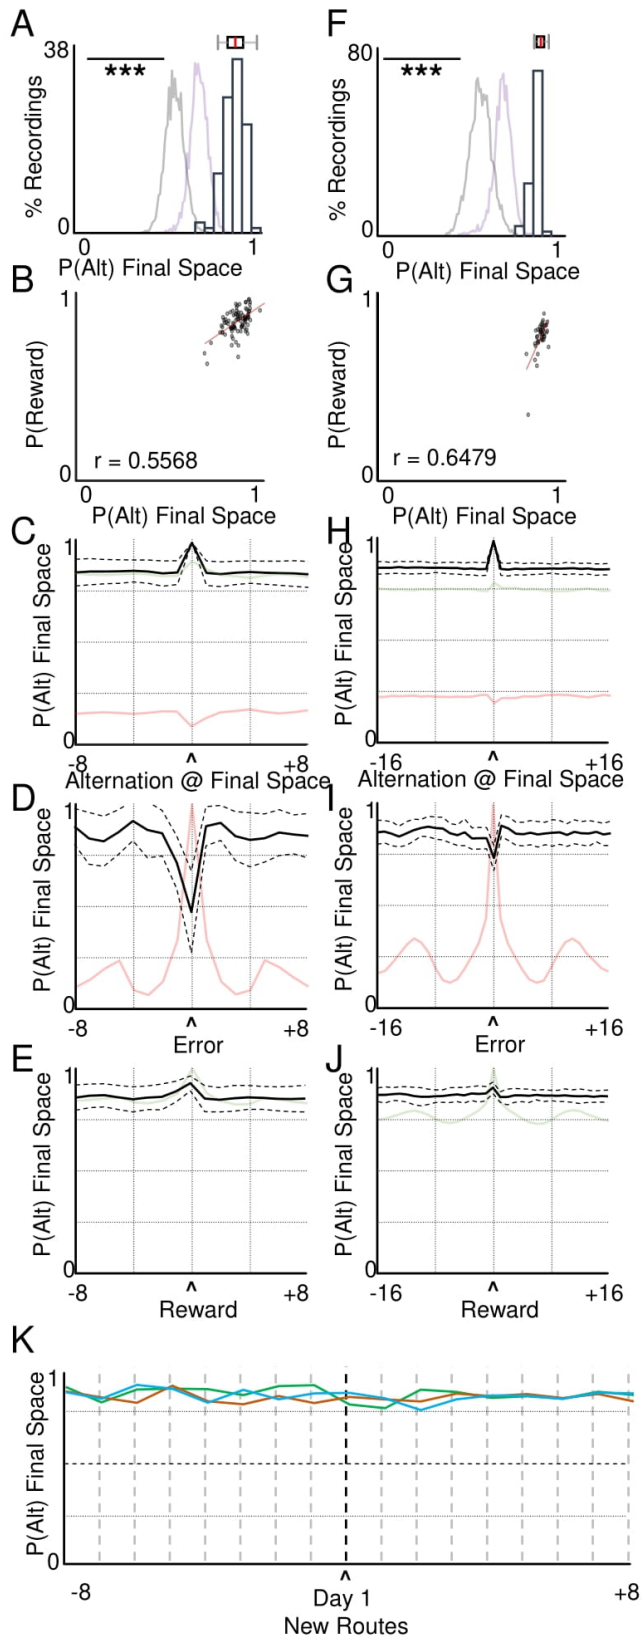 A
38
***
% Recordings
0
0
1
P(Alt) Final Space
F
80
***
% Recordings
0
0
1
P(Alt) Final Space
B
1
P(Reward)
r = 0.5568
0
0
1
P(Alt) Final Space
G
1
P(Reward)
r = 0.6479
0
0
1
P(Alt) Final Space
C
1
P(Alt) Final Space
0
-8
^
+8
Alternation @ Final Space
H
1
P(Alt) Final Space
0
-16
^
+16
Alternation @ Final Space
D
1
P(Alt) Final Space
0
-8
^
+8
Error
I
1
P(Alt) Final Space
0
-16
^
+16
Error
E
1
P(Alt) Final Space
0
-8
^
+8
Reward
J
1
P(Alt) Final Space
0
-16
^
+16
Reward
K
1
P(Alt) Final Space
0
-8
^
+8
Day 1
New Routes